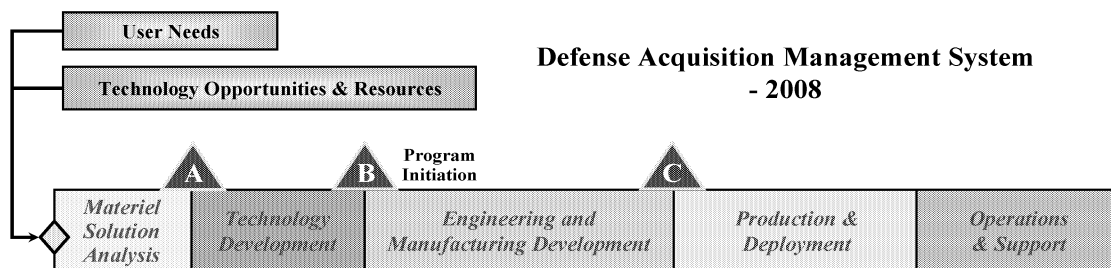 User Needs
Defense Acquisition Management System
- 2008
Technology Opportunities & Resources
A
B
Program
Initiation
C
Materiel
Solution
Analysis
Technology
Development
Engineering and
Manufacturing Development
Production &
Deployment
Operations
& Support